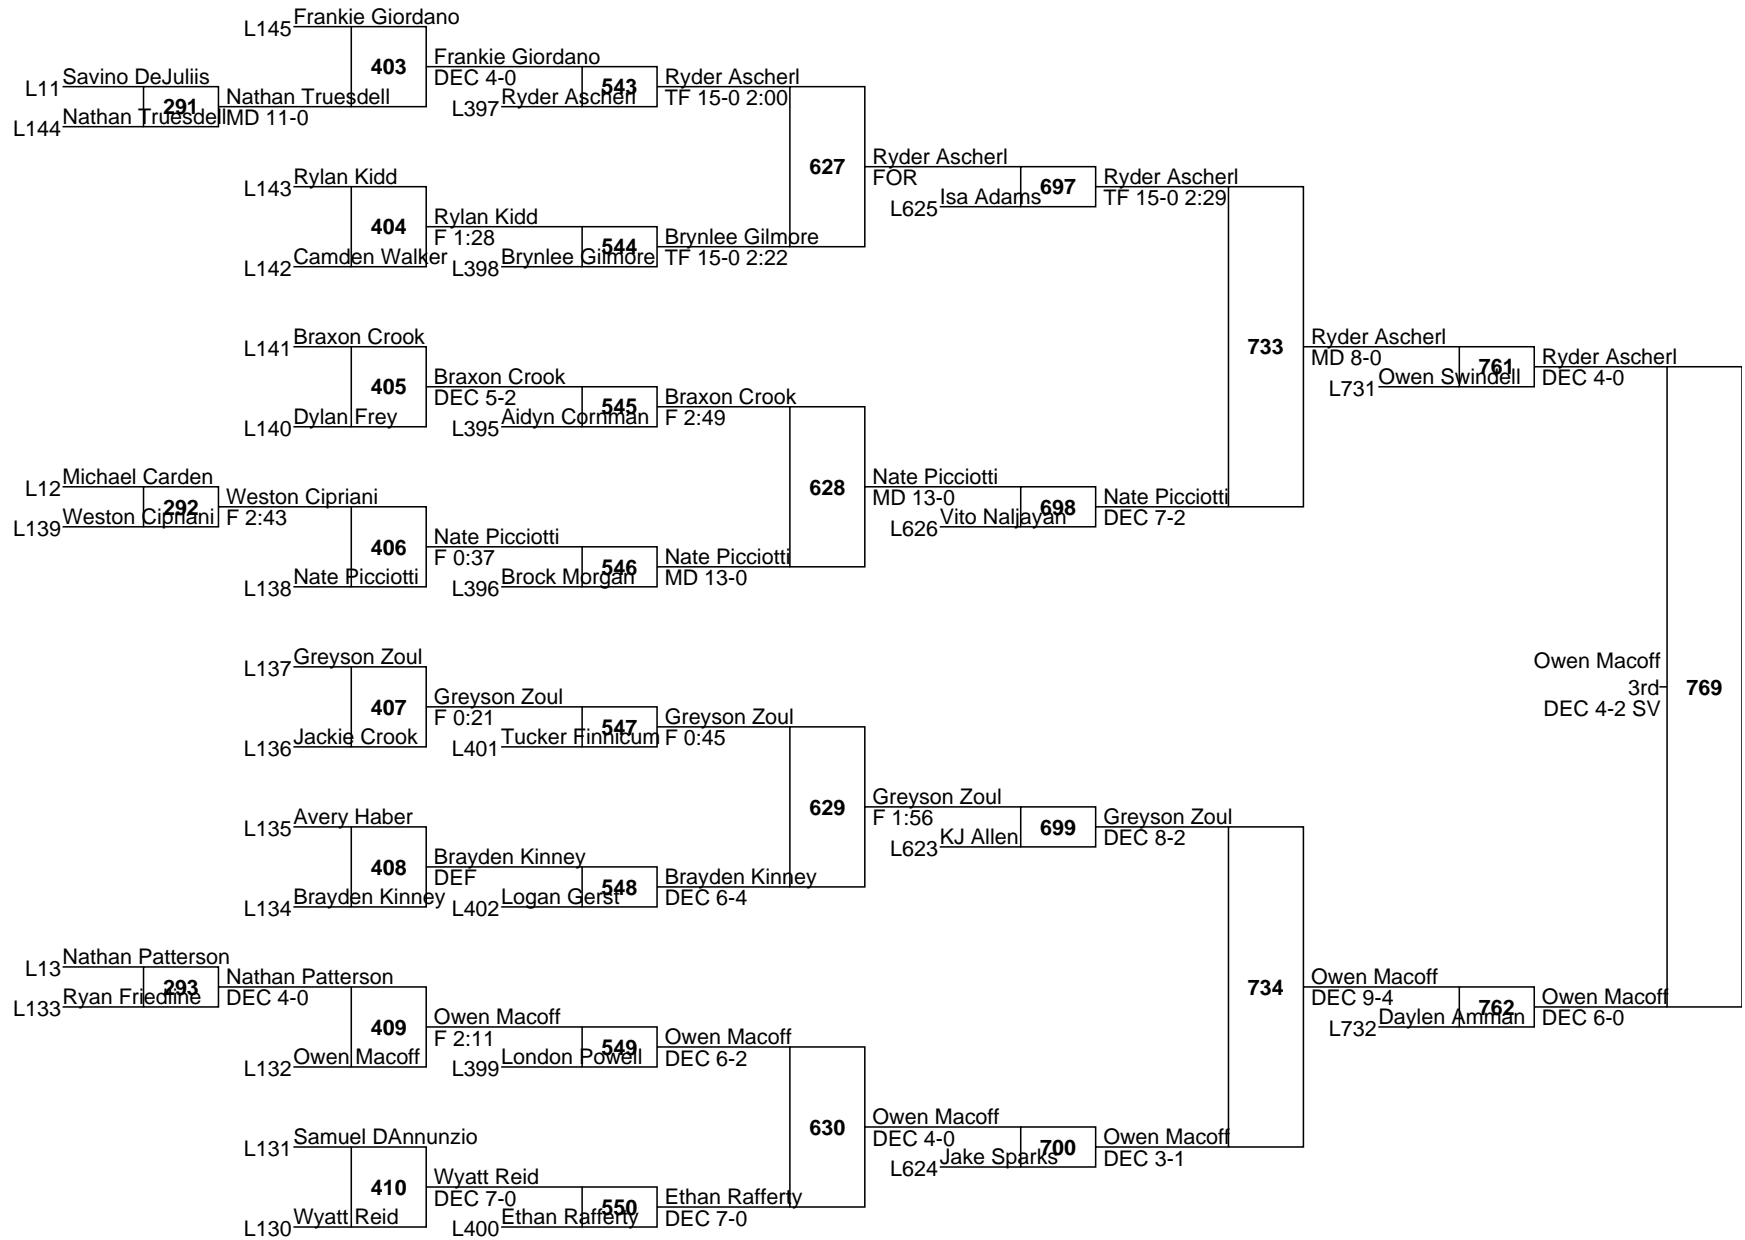 L145 Frankie Giordano
403
Frankie Giordano
DEC 4-0
L11 Savino DeJuliis
291
L144 Nathan Truesdell
Nathan Truesdell
MD 11-0
543
L397 Ryder Ascherl
Ryder Ascherl
TF 15-0 2:00
L143 Rylan Kidd
404
L142 Camden Walker
Rylan Kidd
F 1:28
544
L398 Brynlee Gilmore
Brynlee Gilmore
TF 15-0 2:22
627
Ryder Ascherl
FOR
697
L625 Isa Adams
Ryder Ascherl
TF 15-0 2:29
L141 Braxon Crook
405
L140 Dylan Frey
Braxon Crook
DEC 5-2
545
L395 Aidyn Cornman
Braxon Crook
F 2:49
L12 Michael Carden
292
L139 Weston Cipriani
Weston Cipriani
F 2:43
406
L138 Nate Picciotti
Nate Picciotti
F 0:37
546
L396 Brock Morgan
Nate Picciotti
MD 13-0
628
Nate Picciotti
MD 13-0
698
L626 Vito Naljayan
Nate Picciotti
DEC 7-2
733
Ryder Ascherl
MD 8-0
761
L731 Owen Swindell
Ryder Ascherl
DEC 4-0
L137 Greyson Zoul
407
L136 Jackie Crook
Greyson Zoul
F 0:21
547
L401 Tucker Finnicum
Greyson Zoul
F 0:45
L135 Avery Haber
408
L134 Brayden Kinney
Brayden Kinney
DEF
548
L402 Logan Gerst
Brayden Kinney
DEC 6-4
629
Greyson Zoul
F 1:56
699
L623 KJ Allen
Greyson Zoul
DEC 8-2
L13 Nathan Patterson
293
L133 Ryan Friedline
Nathan Patterson
DEC 4-0
409
L132 Owen Macoff
Owen Macoff
F 2:11
549
L399 London Powell
Owen Macoff
DEC 6-2
L131 Samuel DAnnunzio
410
L130 Wyatt Reid
Wyatt Reid
DEC 7-0
550
L400 Ethan Rafferty
Ethan Rafferty
DEC 7-0
630
Owen Macoff
DEC 4-0
700
L624 Jake Sparks
Owen Macoff
DEC 3-1
734
Owen Macoff
DEC 9-4
762
L732 Daylen Amman
Owen Macoff
DEC 6-0
Owen Macoff
3rd
DEC 4-2 SV
769